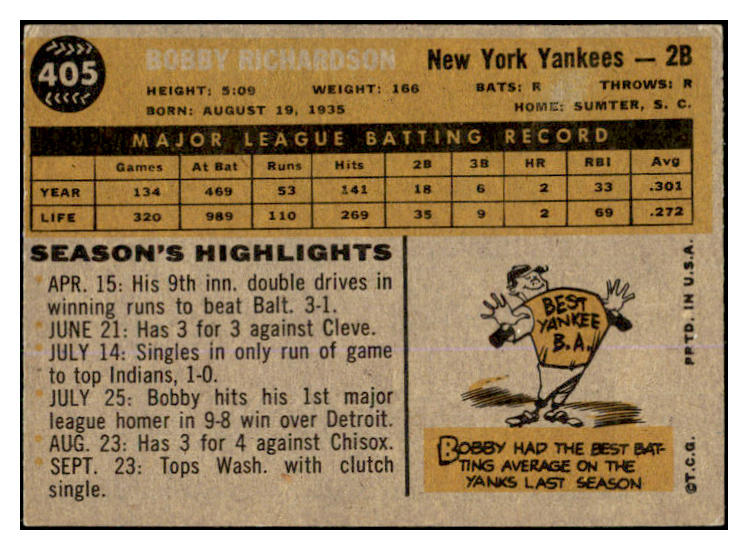 405
BOBBY RICHARDSON
New York Yankees — 2B
HEIGHT: 5:09 WEIGHT: 166 BATS: R THROWS: R
BORN: AUGUST 19, 1935 HOME: SUMTER, S. C.
MAJOR LEAGUE BATTING RECORD
Games At Bat Runs Hits 2B 3B HR RBI Avg
YEAR 134 469 53 141 18 6 2 33 .301
LIFE 320 989 110 269 35 9 2 69 .272
SEASON'S HIGHLIGHTS
APR. 15: His 9th inn. double drives in
winning runs to beat Balt. 3-1.
JUNE 21: Has 3 for 3 against Cleve.
JULY 14: Singles in only run of game
to top Indians, 1-0.
JULY 25: Bobby hits his 1st major
league homer in 9-8 win over Detroit.
AUG. 23: Has 3 for 4 against Chisox.
SEPT. 23: Tops Wash. with clutch
single.
BEST
YANKEE
B.A.
BOBBY HAD THE BEST BAT-
TING AVERAGE ON THE
YANKS LAST SEASON
©T.C.G. PRTD. IN U.S.A.